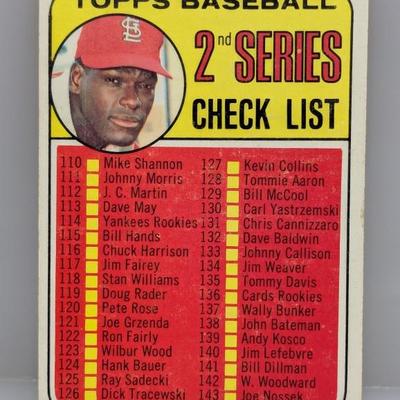 TOPPS BASEBALL
2nd SERIES
CHECK LIST
StL
110 Mike Shannon
111 Johnny Morris
112 J. C. Martin
113 Dave May
114 Yankees Rookies
115 Bill Hands
116 Chuck Harrison
117 Jim Fairey
118 Stan Williams
119 Doug Rader
120 Pete Rose
121 Joe Grzenda
122 Ron Fairly
123 Wilbur Wood
124 Hank Bauer
125 Ray Sadecki
126 Dick Tracewski
127 Kevin Collins
128 Tommie Aaron
129 Bill McCool
130 Carl Yastrzemski
131 Chris Cannizzaro
132 Dave Baldwin
133 Johnny Callison
134 Jim Weaver
135 Tommy Davis
136 Cards Rookies
137 Wally Bunker
138 John Bateman
139 Andy Kosco
140 Jim Lefebvre
141 Bill Dillman
142 W. Woodward
143 Joe Nossek